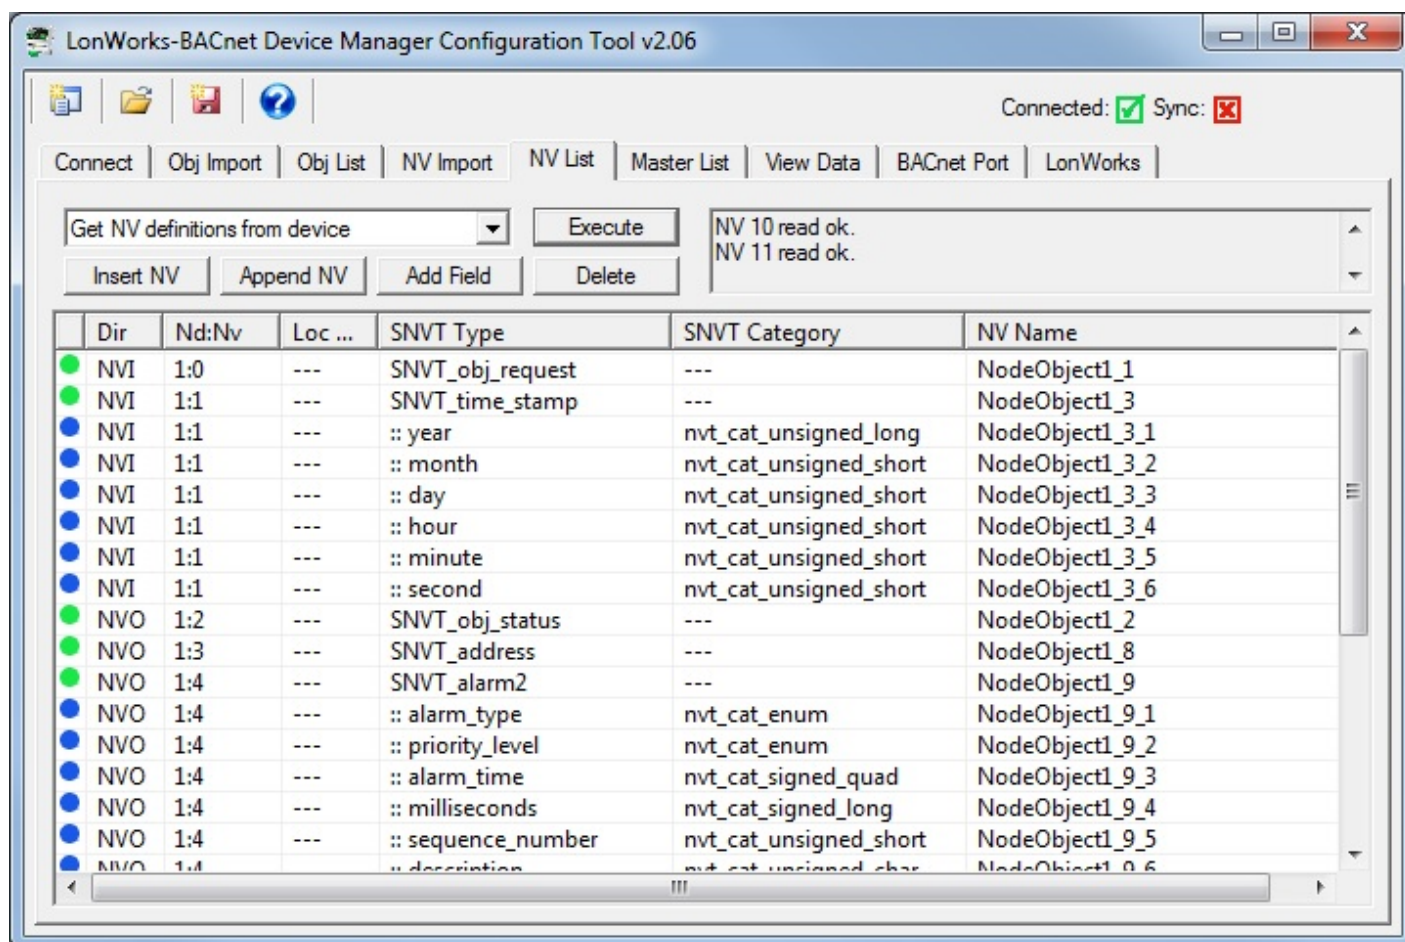 LonWorks-BACnet Device Manager Configuration Tool v2.06
Connected: Sync:
Connect Obj Import Obj List NV Import NV List Master List View Data BACnet Port LonWorks
Get NV definitions from device Execute NV 10 read ok.
NV 11 read ok.
Insert NV Append NV Add Field Delete
Dir Nd:Nv Loc ... SNVT Type SNVT Category NV Name
NVI 1:0 --- SNVT_obj_request --- NodeObject1_1
NVI 1:1 --- SNVT_time_stamp --- NodeObject1_3
NVI 1:1 --- :: year nvt_cat_unsigned_long NodeObject1_3_1
NVI 1:1 --- :: month nvt_cat_unsigned_short NodeObject1_3_2
NVI 1:1 --- :: day nvt_cat_unsigned_short NodeObject1_3_3
NVI 1:1 --- :: hour nvt_cat_unsigned_short NodeObject1_3_4
NVI 1:1 --- :: minute nvt_cat_unsigned_short NodeObject1_3_5
NVI 1:1 --- :: second nvt_cat_unsigned_short NodeObject1_3_6
NVO 1:2 --- SNVT_obj_status --- NodeObject1_2
NVO 1:3 --- SNVT_address --- NodeObject1_8
NVO 1:4 --- SNVT_alarm2 --- NodeObject1_9
NVO 1:4 --- :: alarm_type nvt_cat_enum NodeObject1_9_1
NVO 1:4 --- :: priority_level nvt_cat_enum NodeObject1_9_2
NVO 1:4 --- :: alarm_time nvt_cat_signed_quad NodeObject1_9_3
NVO 1:4 --- :: milliseconds nvt_cat_signed_long NodeObject1_9_4
NVO 1:4 --- :: sequence_number nvt_cat_unsigned_short NodeObject1_9_5
NVO 1:4 :: description nvt_cat_unsigned_char NodeObject1_9_6